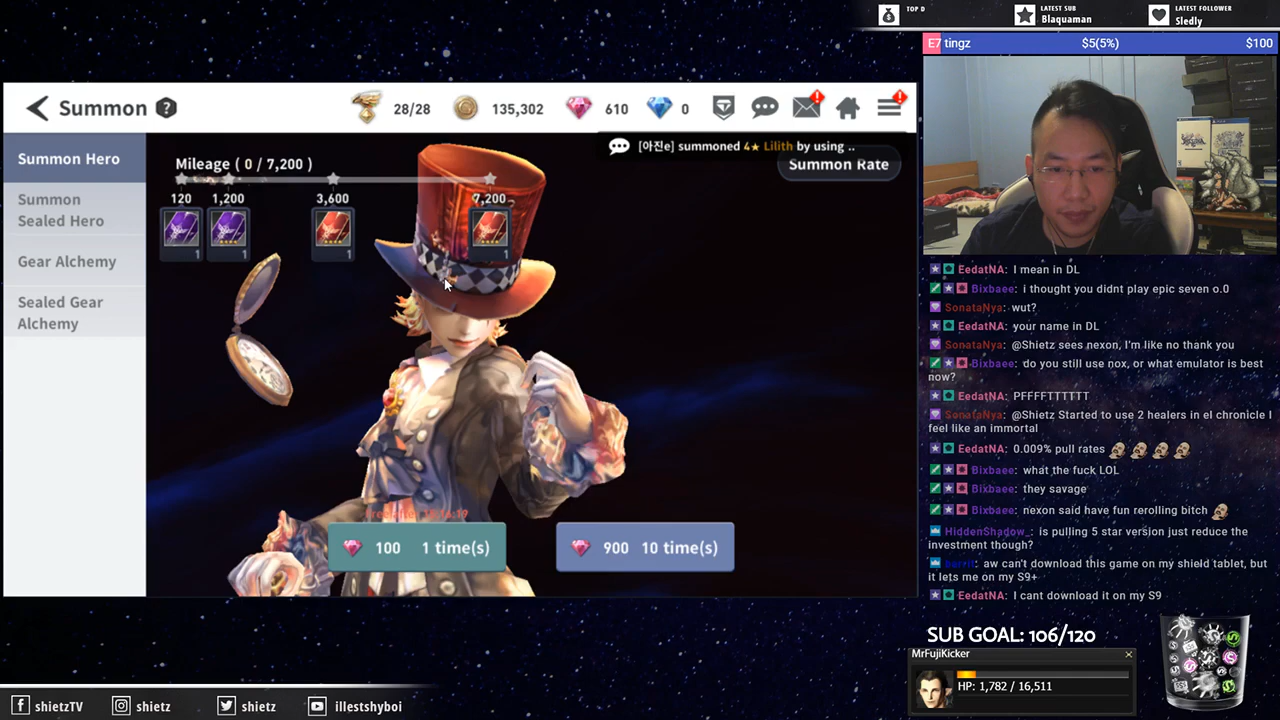 TOP D
LATEST SUB
Blaquaman
LATEST FOLLOWER
Sledly
E7 tingz $5(5%) $100
Summon ?
28/28 135,302 610 0
Summon Hero
Summon
Sealed Hero
Gear Alchemy
Sealed Gear
Alchemy
[아진e] summoned 4★ Lilith by using ..
Summon Rate
Mileage ( 0 / 7,200 )
120 1,200 3,600 7,200
1 1 1 1
100 1 time(s)
900 10 time(s)
EedatNA: I mean in DL
Bixbaee: i thought you didnt play epic seven o.0
SonataNya: wut?
EedatNA: your name in DL
SonataNya: @Shietz sees nexon, I'm like no thank you
Bixbaee: do you still use nox, or what emulator is best
now?
EedatNA: PFFFFTTTTTT
SonataNya: @Shietz Started to use 2 healers in el chronicle I
feel like an immortal
EedatNA: 0.009% pull rates
Bixbaee: what the fuck LOL
Bixbaee: they savage
Bixbaee: nexon said have fun rerolling bitch
HiddenShadow_: is pulling 5 star version just reduce the
investment though?
barrit: aw can't download this game on my shield tablet, but
it lets me on my S9+
EedatNA: I cant download it on my S9
SUB GOAL: 106/120
MrFujiKicker
HP: 1,782 / 16,511
shietzTV shietz shietz illestshyboi